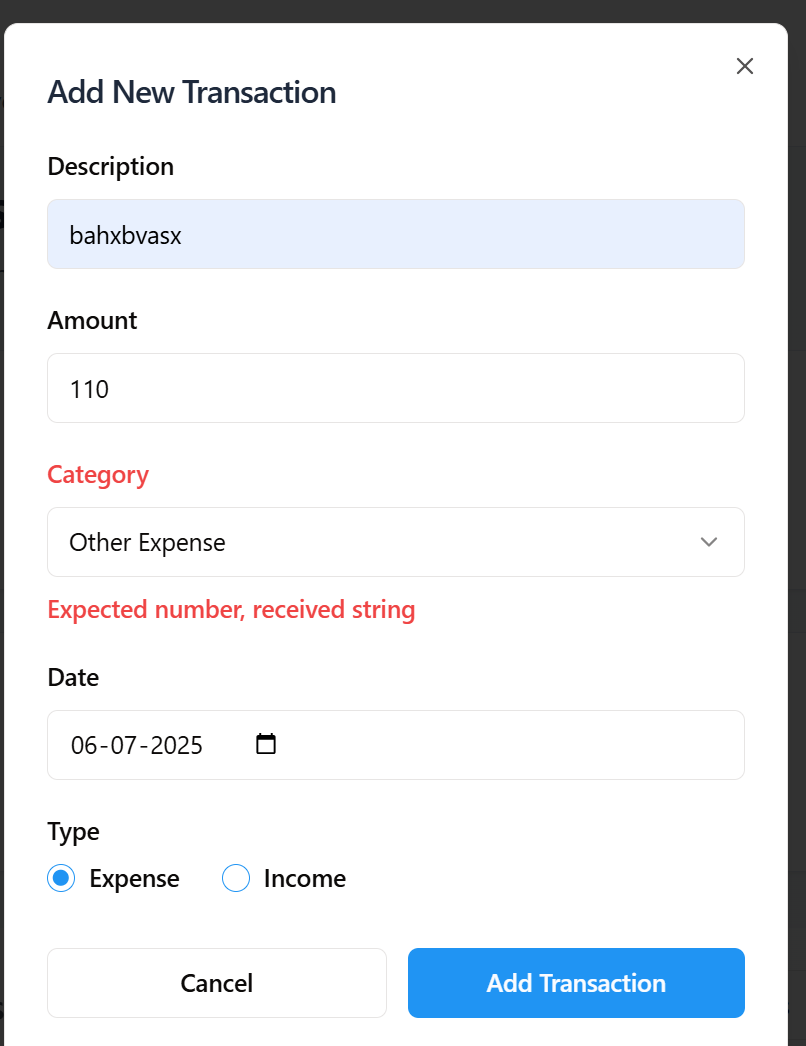 Add New Transaction
Description
bahxbvasx
Amount
110
Category
Other Expense
Expected number, received string
Date
06-07-2025
Type
Expense
Income
Cancel
Add Transaction